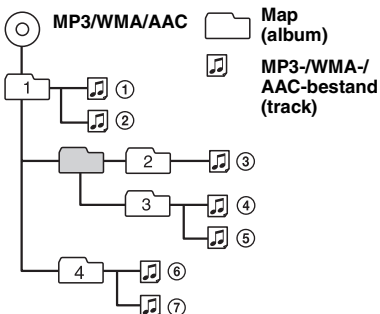 MP3/WMA/AAC
Map
(album)
MP3-/WMA-/
AAC-bestand
(track)
1
①
②
2
③
3
④
⑤
4
⑥
⑦